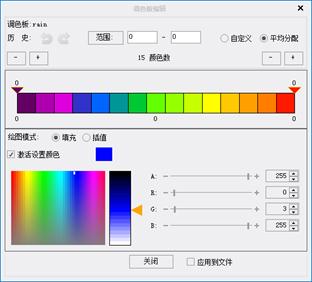 调色板编辑
调色板:rain
历 史: 范围: 0 - 0 自定义 平均分配
- + 15 颜色数 - +
0 0
0 0 0
绘图模式: 填充 插值
激活设置颜色
A: - + 255
R: - + 0
G: - + 3
B: - + 255
关闭 应用到文件